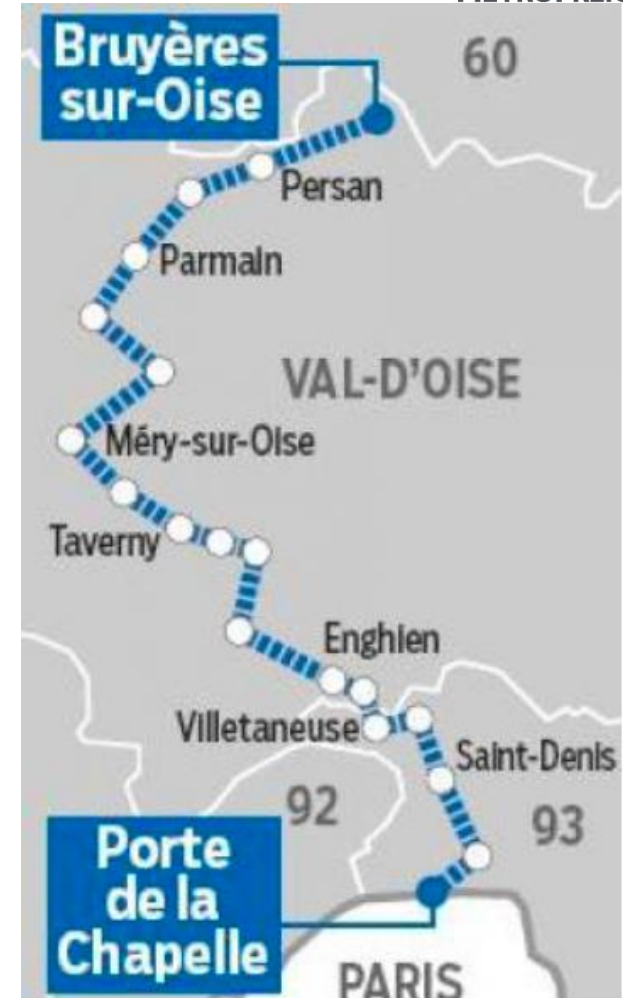 Bruyères
sur-Oise
60
Persan
Parmain
VAL-D'OISE
Méry-sur-Oise
Taverny
Enghien
Villetaneuse
Saint-Denis
92
93
Porte
de la
Chapelle
PARIS